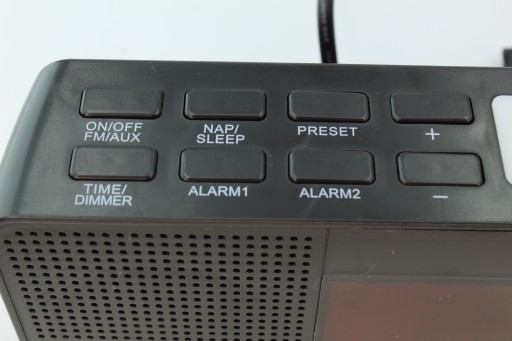 ON/OFF
FM/AUX
NAP/
SLEEP
PRESET
+
TIME/
DIMMER
ALARM1
ALARM2
−